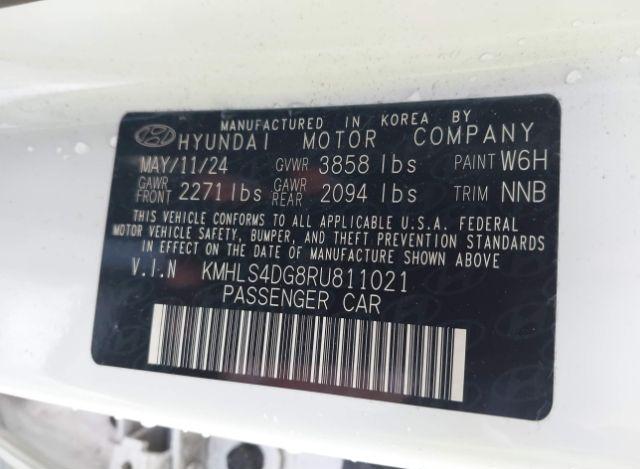 MANUFACTURED IN KOREA BY
HYUNDAI MOTOR COMPANY
MAY/11/24 GVWR 3858 lbs PAINT W6H
GAWR FRONT 2271 lbs GAWR REAR 2094 lbs TRIM NNB
THIS VEHICLE CONFORMS TO ALL APPLICABLE U.S.A. FEDERAL
MOTOR VEHICLE SAFETY, BUMPER, AND THEFT PREVENTION STANDARDS
IN EFFECT ON THE DATE OF MANUFACTURE SHOWN ABOVE
V.I.N KMHLS4DG8RU811021
PASSENGER CAR